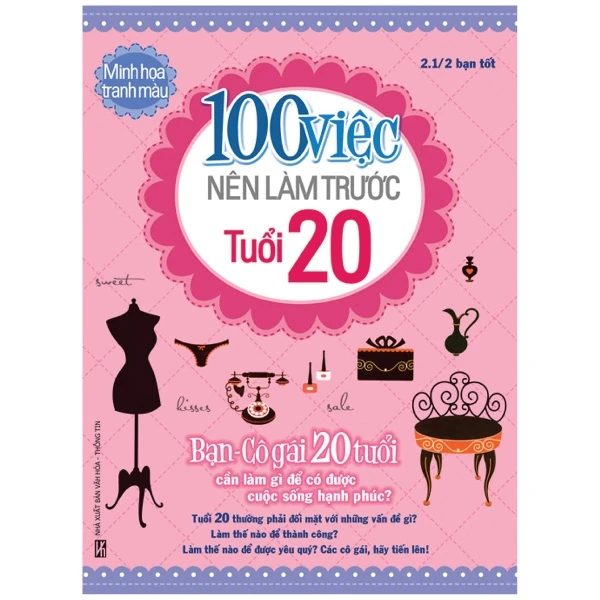 2.1/2 bạn tốt
Minh họa
tranh màu
100 việc
NÊN LÀM TRƯỚC
Tuổi 20
sweet
kisses
sale
Bạn-Cô gái 20 tuổi
cần làm gì để có được
cuộc sống hạnh phúc?
Tuổi 20 thường phải đối mặt với những vấn đề gì?
Làm thế nào để thành công?
Làm thế nào để được yêu quý? Các cô gái, hãy tiến lên!
NHÀ XUẤT BẢN VĂN HÓA - THÔNG TIN